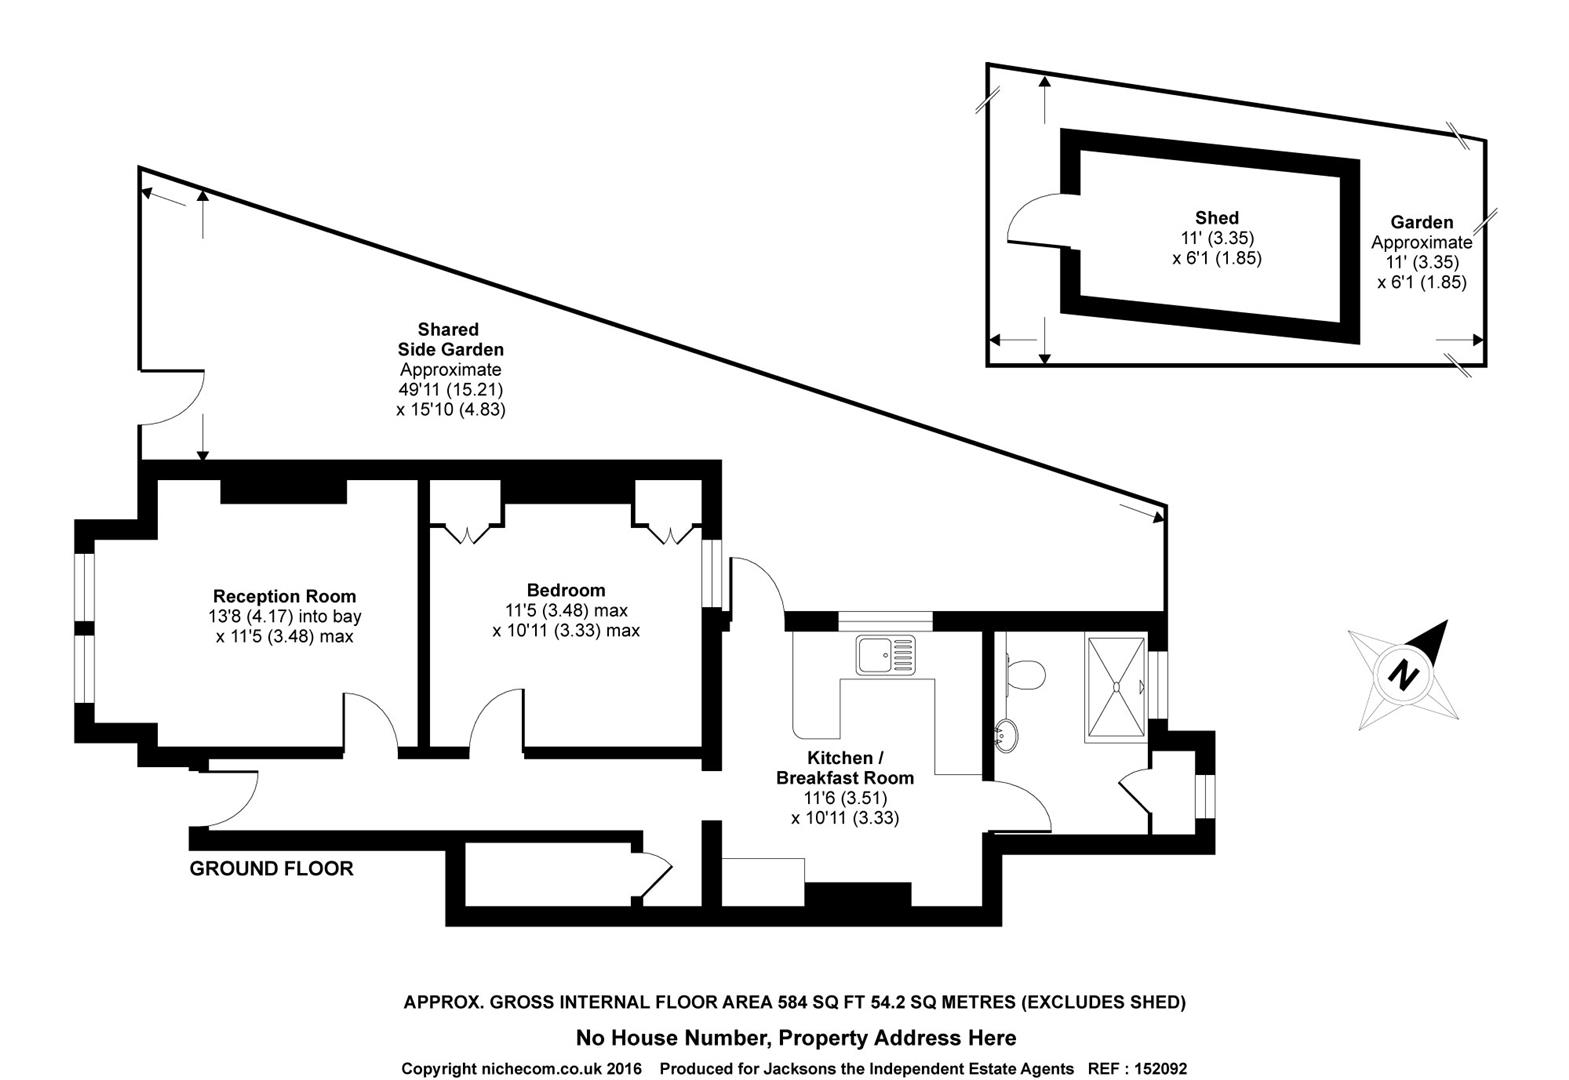 Shed
11' (3.35)
x 6'1 (1.85)
Garden
Approximate
11' (3.35)
x 6'1 (1.85)
Shared
Side Garden
Approximate
49'11 (15.21)
x 15'10 (4.83)
Reception Room
13'8 (4.17) into bay
x 11'5 (3.48) max
Bedroom
11'5 (3.48) max
x 10'11 (3.33) max
Kitchen /
Breakfast Room
11'6 (3.51)
x 10'11 (3.33)
N
GROUND FLOOR
APPROX. GROSS INTERNAL FLOOR AREA 584 SQ FT 54.2 SQ METRES (EXCLUDES SHED)
No House Number, Property Address Here
Copyright nichecom.co.uk 2016 Produced for Jacksons the Independent Estate Agents REF : 152092